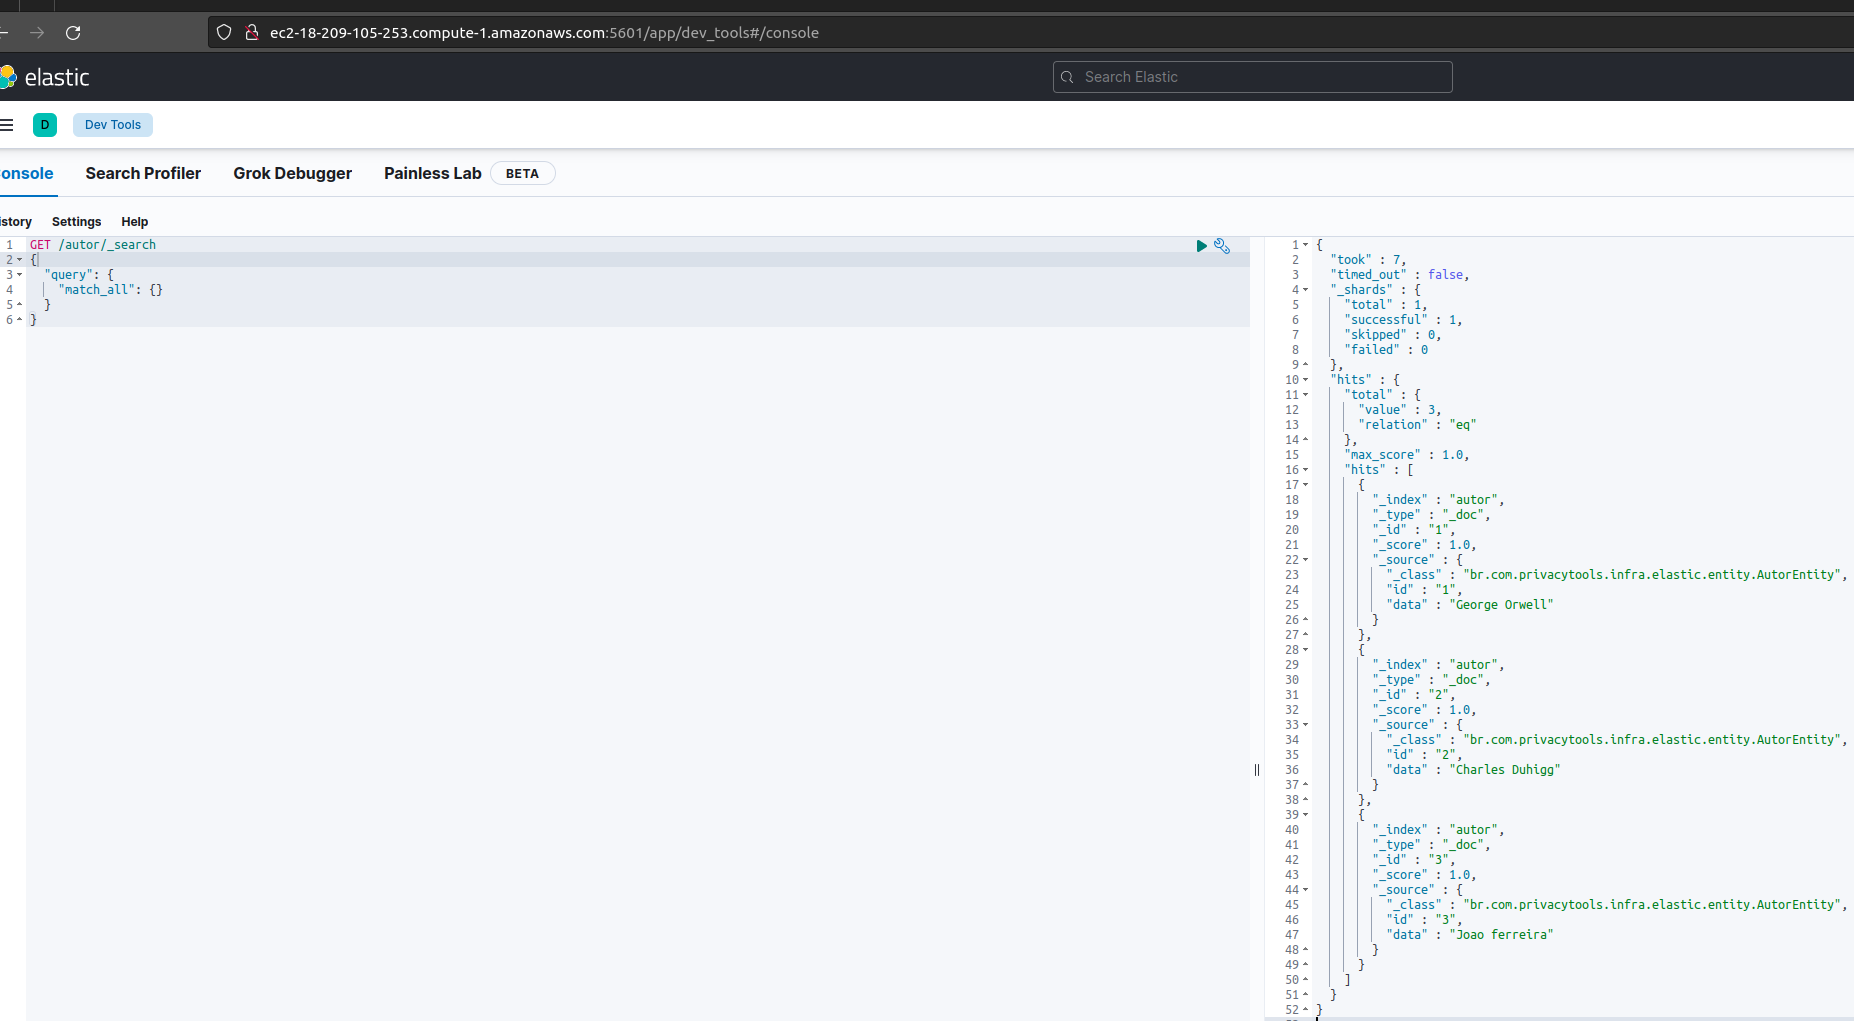 ec2-18-209-105-253.compute-1.amazonaws.com:5601/app/dev_tools#/console
elastic
Search Elastic
D
Dev Tools
onsole
Search Profiler
Grok Debugger
Painless Lab
BETA
istory
Settings
Help
1 GET /autor/_search
2 {
3 "query": {
4 "match_all": {}
5 }
6 }
1 {
2 "took" : 7,
3 "timed_out" : false,
4 "_shards" : {
5 "total" : 1,
6 "successful" : 1,
7 "skipped" : 0,
8 "failed" : 0
9 },
10 "hits" : {
11 "total" : {
12 "value" : 3,
13 "relation" : "eq"
14 },
15 "max_score" : 1.0,
16 "hits" : [
17 {
18 "_index" : "autor",
19 "_type" : "_doc",
20 "_id" : "1",
21 "_score" : 1.0,
22 "_source" : {
23 "_class" : "br.com.privacytools.infra.elastic.entity.AutorEntity",
24 "id" : "1",
25 "data" : "George Orwell"
26 }
27 },
28 {
29 "_index" : "autor",
30 "_type" : "_doc",
31 "_id" : "2",
32 "_score" : 1.0,
33 "_source" : {
34 "_class" : "br.com.privacytools.infra.elastic.entity.AutorEntity",
35 "id" : "2",
36 "data" : "Charles Duhigg"
37 }
38 },
39 {
40 "_index" : "autor",
41 "_type" : "_doc",
42 "_id" : "3",
43 "_score" : 1.0,
44 "_source" : {
45 "_class" : "br.com.privacytools.infra.elastic.entity.AutorEntity",
46 "id" : "3",
47 "data" : "Joao ferreira"
48 }
49 }
50 ]
51 }
52 }